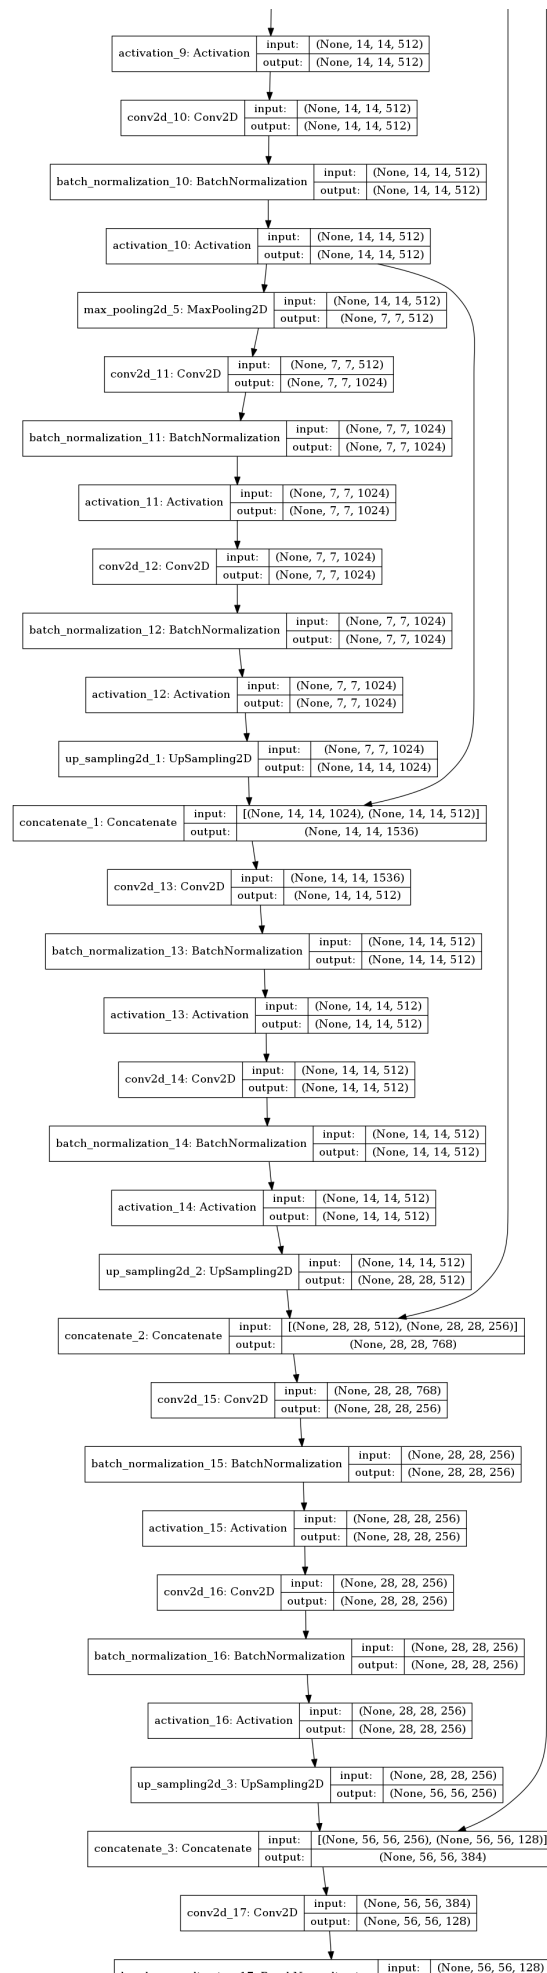 activation_9: Activation input: (None, 14, 14, 512)
output: (None, 14, 14, 512)
conv2d_10: Conv2D input: (None, 14, 14, 512)
output: (None, 14, 14, 512)
batch_normalization_10: BatchNormalization input: (None, 14, 14, 512)
output: (None, 14, 14, 512)
activation_10: Activation input: (None, 14, 14, 512)
output: (None, 14, 14, 512)
max_pooling2d_5: MaxPooling2D input: (None, 14, 14, 512)
output: (None, 7, 7, 512)
conv2d_11: Conv2D input: (None, 7, 7, 512)
output: (None, 7, 7, 1024)
batch_normalization_11: BatchNormalization input: (None, 7, 7, 1024)
output: (None, 7, 7, 1024)
activation_11: Activation input: (None, 7, 7, 1024)
output: (None, 7, 7, 1024)
conv2d_12: Conv2D input: (None, 7, 7, 1024)
output: (None, 7, 7, 1024)
batch_normalization_12: BatchNormalization input: (None, 7, 7, 1024)
output: (None, 7, 7, 1024)
activation_12: Activation input: (None, 7, 7, 1024)
output: (None, 7, 7, 1024)
up_sampling2d_1: UpSampling2D input: (None, 7, 7, 1024)
output: (None, 14, 14, 1024)
concatenate_1: Concatenate input: [(None, 14, 14, 1024), (None, 14, 14, 512)]
output: (None, 14, 14, 1536)
conv2d_13: Conv2D input: (None, 14, 14, 1536)
output: (None, 14, 14, 512)
batch_normalization_13: BatchNormalization input: (None, 14, 14, 512)
output: (None, 14, 14, 512)
activation_13: Activation input: (None, 14, 14, 512)
output: (None, 14, 14, 512)
conv2d_14: Conv2D input: (None, 14, 14, 512)
output: (None, 14, 14, 512)
batch_normalization_14: BatchNormalization input: (None, 14, 14, 512)
output: (None, 14, 14, 512)
activation_14: Activation input: (None, 14, 14, 512)
output: (None, 14, 14, 512)
up_sampling2d_2: UpSampling2D input: (None, 14, 14, 512)
output: (None, 28, 28, 512)
concatenate_2: Concatenate input: [(None, 28, 28, 512), (None, 28, 28, 256)]
output: (None, 28, 28, 768)
conv2d_15: Conv2D input: (None, 28, 28, 768)
output: (None, 28, 28, 256)
batch_normalization_15: BatchNormalization input: (None, 28, 28, 256)
output: (None, 28, 28, 256)
activation_15: Activation input: (None, 28, 28, 256)
output: (None, 28, 28, 256)
conv2d_16: Conv2D input: (None, 28, 28, 256)
output: (None, 28, 28, 256)
batch_normalization_16: BatchNormalization input: (None, 28, 28, 256)
output: (None, 28, 28, 256)
activation_16: Activation input: (None, 28, 28, 256)
output: (None, 28, 28, 256)
up_sampling2d_3: UpSampling2D input: (None, 28, 28, 256)
output: (None, 56, 56, 256)
concatenate_3: Concatenate input: [(None, 56, 56, 256), (None, 56, 56, 128)]
output: (None, 56, 56, 384)
conv2d_17: Conv2D input: (None, 56, 56, 384)
output: (None, 56, 56, 128)
input: (None, 56, 56, 128)